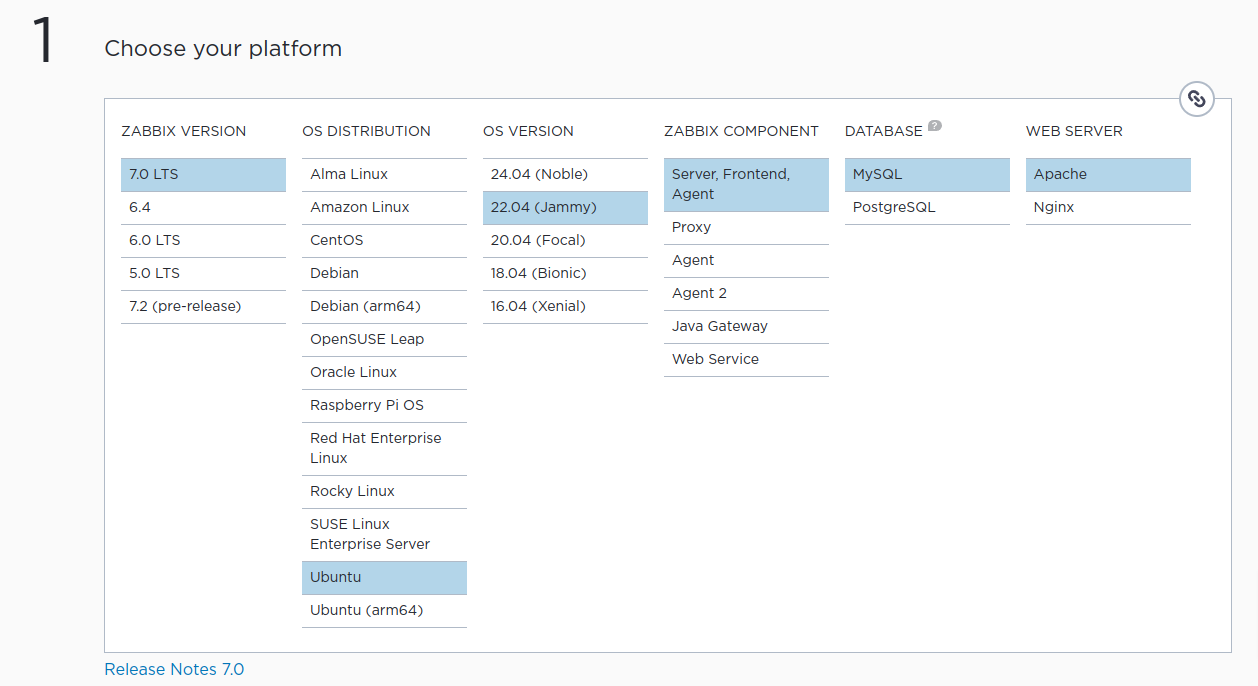 1
Choose your platform
ZABBIX VERSION
7.0 LTS
6.4
6.0 LTS
5.0 LTS
7.2 (pre-release)
OS DISTRIBUTION
Alma Linux
Amazon Linux
CentOS
Debian
Debian (arm64)
OpenSUSE Leap
Oracle Linux
Raspberry Pi OS
Red Hat Enterprise
Linux
Rocky Linux
SUSE Linux
Enterprise Server
Ubuntu
Ubuntu (arm64)
OS VERSION
24.04 (Noble)
22.04 (Jammy)
20.04 (Focal)
18.04 (Bionic)
16.04 (Xenial)
ZABBIX COMPONENT
Server, Frontend,
Agent
Proxy
Agent
Agent 2
Java Gateway
Web Service
DATABASE ?
MySQL
PostgreSQL
WEB SERVER
Apache
Nginx
Release Notes 7.0